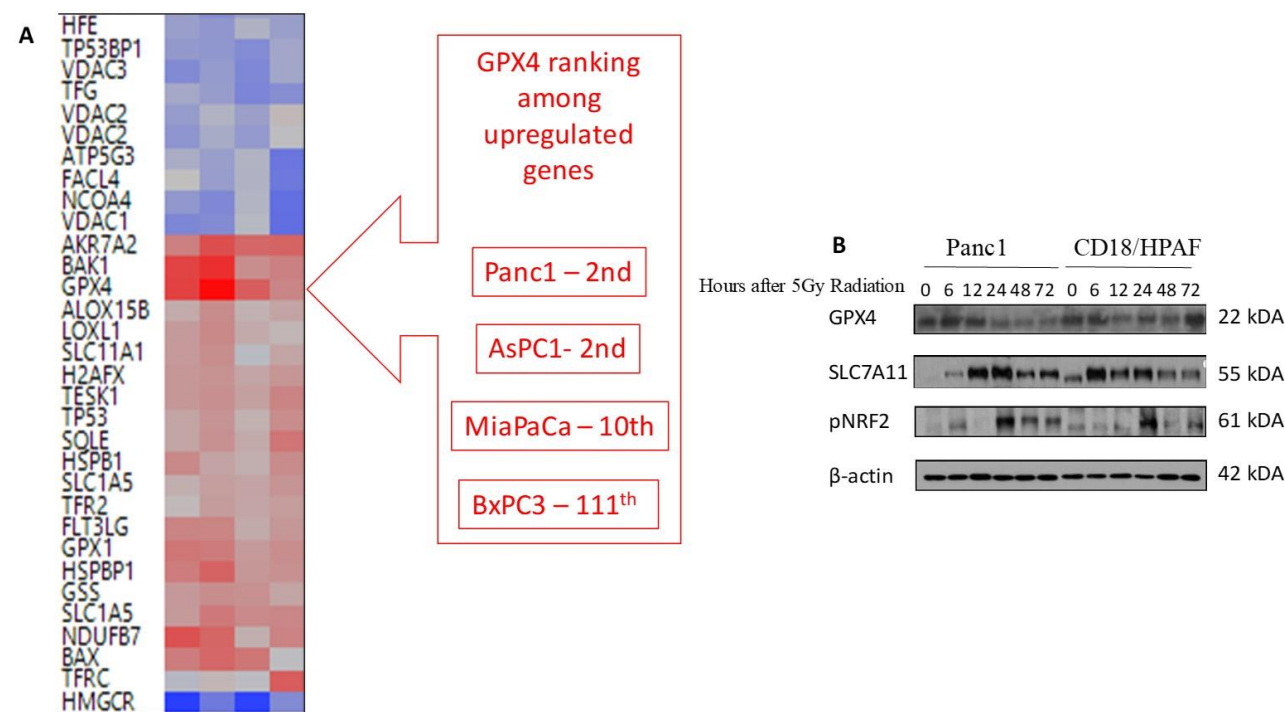 A
HFE
TP53BP1
VDAC3
TFG
VDAC2
VDAC2
ATP5G3
FACL4
NCOA4
VDAC1
AKR7A2
BAK1
GPX4
ALOX15B
LOXL1
SLC11A1
H2AFX
TESK1
TP53
SQLE
HSPB1
SLC1A5
TFR2
FLT3LG
GPX1
HSPBP1
GSS
SLC1A5
NDUFB7
BAX
TFRC
HMGCR
GPX4 ranking
among
upregulated
genes
Panc1 – 2nd
AsPC1- 2nd
MiaPaCa – 10th
BxPC3 – 111th
B
Panc1 CD18/HPAF
Hours after 5Gy Radiation 0 6 12 24 48 72 0 6 12 24 48 72
GPX4 22 kDA
SLC7A11 55 kDA
pNRF2 61 kDA
β-actin 42 kDA